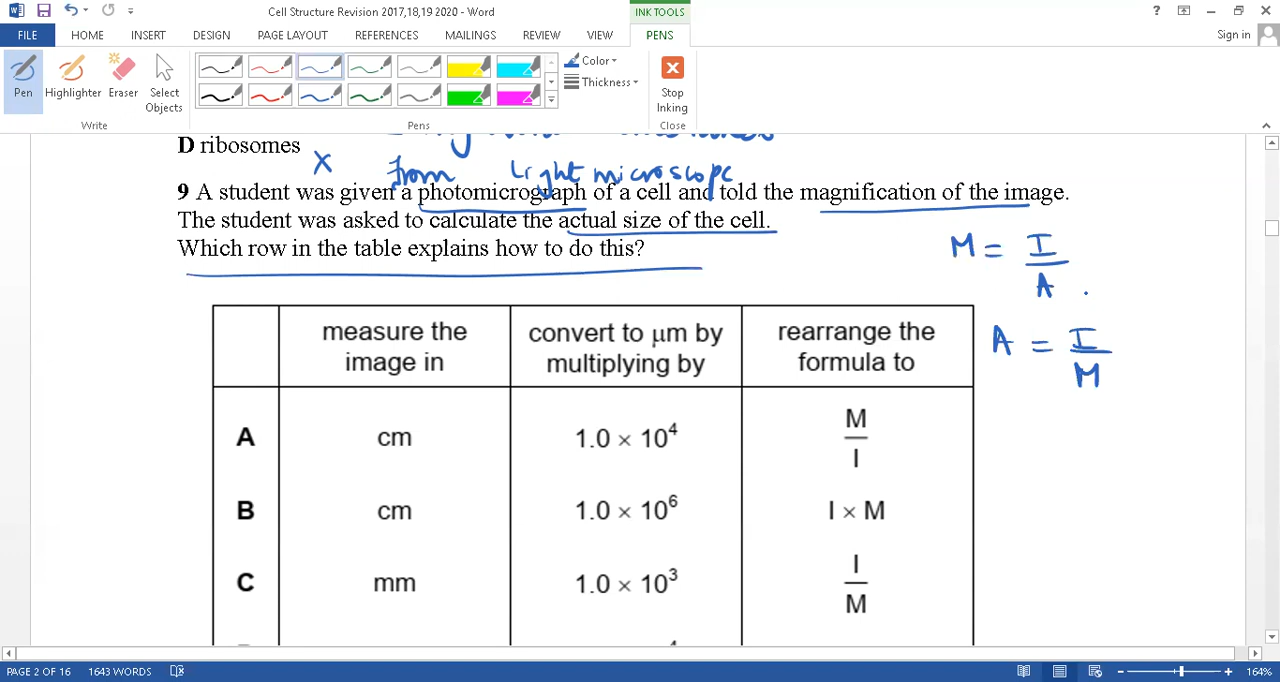 Cell Structure Revision 2017,18,19 2020 - Word
INK TOOLS
FILE HOME INSERT DESIGN PAGE LAYOUT REFERENCES MAILINGS REVIEW VIEW PENS Sign in
Pen Highlighter Eraser Select Objects Color Thickness Stop Inking
Write Pens Close
D ribosomes
X from Light microscope
9 A student was given a photomicrograph of a cell and told the magnification of the image.
The student was asked to calculate the actual size of the cell.
Which row in the table explains how to do this?
M = I / A
A = I / M
measure the image in convert to μm by multiplying by rearrange the formula to
A cm 1.0 × 10⁴ M / I
B cm 1.0 × 10⁶ I × M
C mm 1.0 × 10³ I / M
PAGE 2 OF 16 1643 WORDS 164%